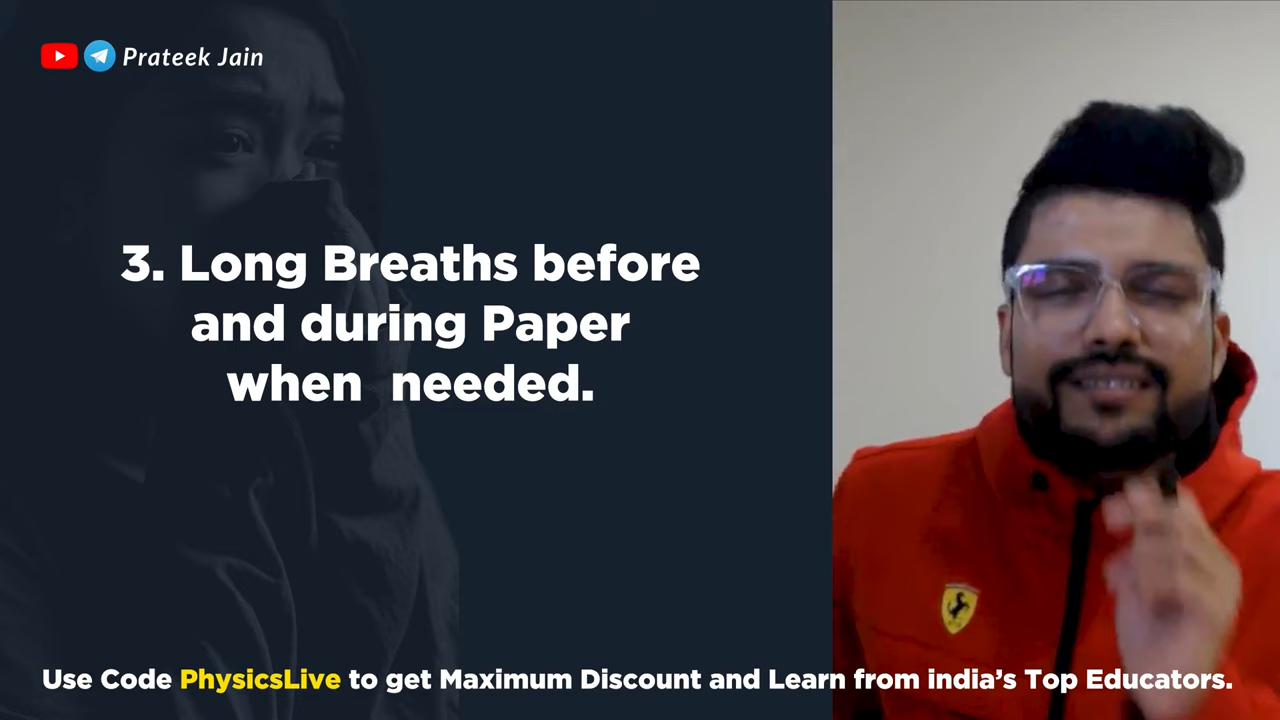 Prateek Jain
3. Long Breaths before
and during Paper
when needed.
Use Code PhysicsLive to get Maximum Discount and Learn from india's Top Educators.